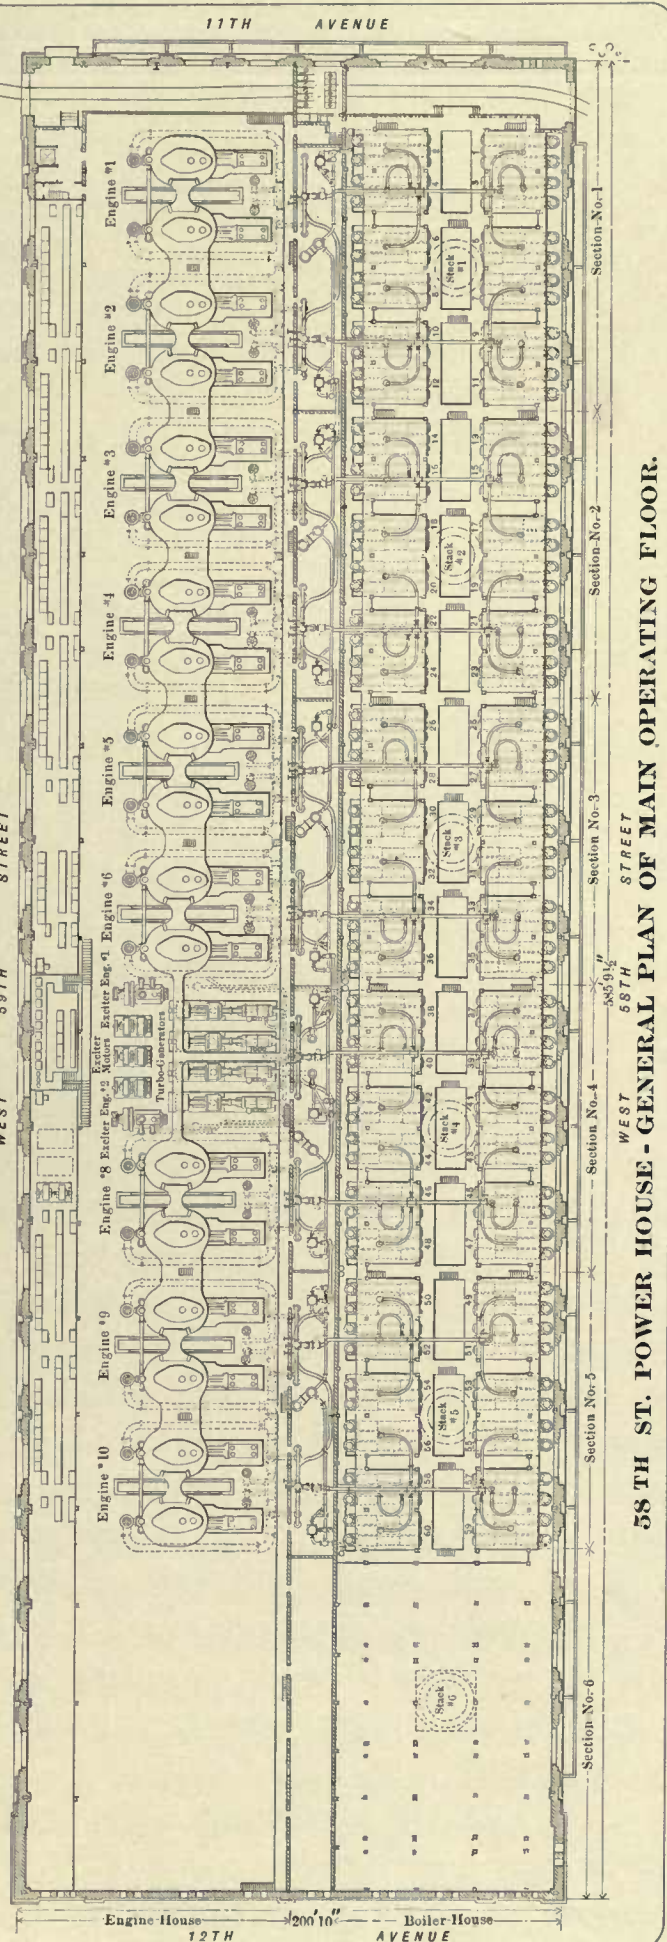 11TH AVENUE
Engine #1
Engine #2
Engine #3
Engine #4
Engine #5
Engine #6
Exciter Eng. #1
Exciter
Motors
Turbo-Generators
Exciter Eng. #2
Engine #8
Engine #9
Engine #10
WEST 59TH STREET
Stack
#1
Stack
#2
Stack
#3
Stack
#4
Stack
#5
Stack
#6
Section-No.-1
Section-No.-2
Section-No.-3
Section No.-4
Section No.-5
Section No.-6
585' 9½"
WEST 58TH STREET
58TH ST. POWER HOUSE - GENERAL PLAN OF MAIN OPERATING FLOOR.
Engine-House
200'10"
Boiler-House
12TH AVENUE